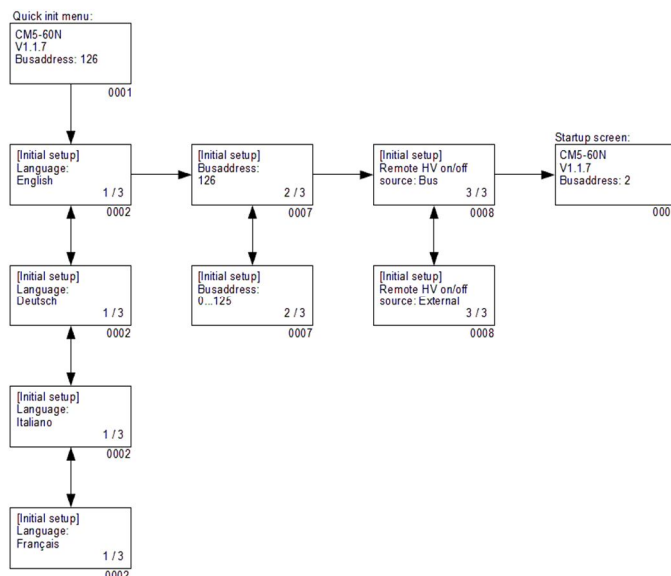 Quick init menu:
CM5-60N
V1.1.7
Busaddress: 126
0001
[Initial setup]
Language:
English
1 / 3
0002
[Initial setup]
Busaddress:
126
2 / 3
0007
[Initial setup]
Remote HV on/off
source: Bus
3 / 3
0008
Startup screen:
CM5-60N
V1.1.7
Busaddress: 2
000
[Initial setup]
Language:
Deutsch
1 / 3
0002
[Initial setup]
Busaddress:
0...125
2 / 3
0007
[Initial setup]
Remote HV on/off
source: External
3 / 3
0008
[Initial setup]
Language:
Italiano
1 / 3
0002
[Initial setup]
Language:
Français
1 / 3
0002